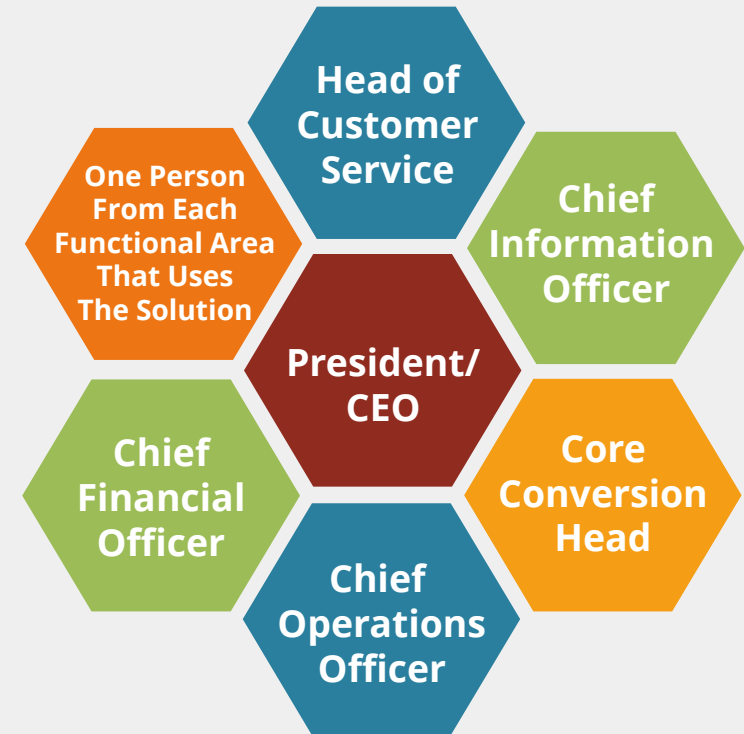 Head of
Customer
Service
One Person
From Each
Functional Area
That Uses
The Solution
Chief
Information
Officer
President/
CEO
Chief
Financial
Officer
Core
Conversion
Head
Chief
Operations
Officer